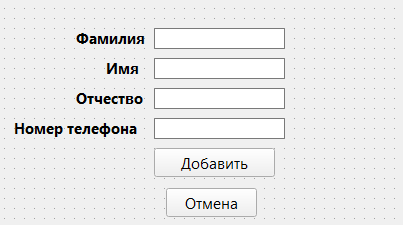 Фамилия
Имя
Отчество
Номер телефона
Добавить
Отмена